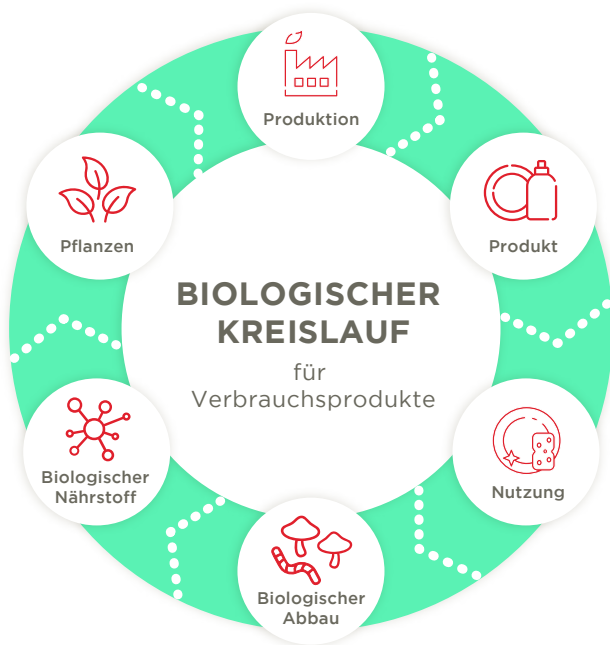 Produktion
Produkt
Nutzung
Biologischer
Abbau
Biologischer
Nährstoff
Pflanzen
BIOLOGISCHER
KREISLAUF
für
Verbrauchsprodukte